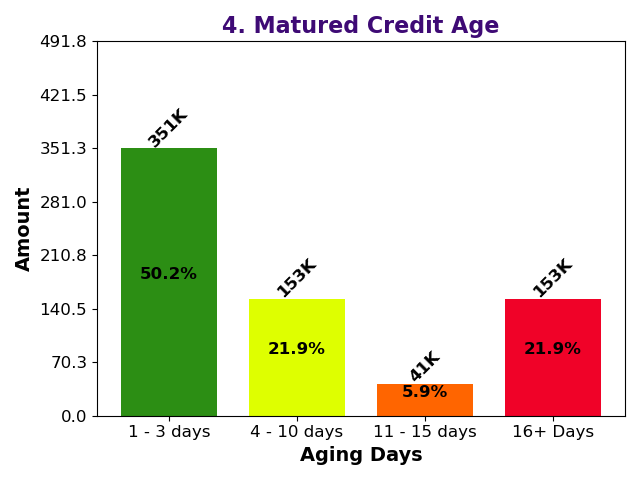 4. Matured Credit Age
491.8
421.5
351.3
281.0
210.8
140.5
70.3
0.0
Amount
351K
50.2%
153K
21.9%
41K
5.9%
153K
21.9%
1 - 3 days
4 - 10 days
11 - 15 days
16+ Days
Aging Days